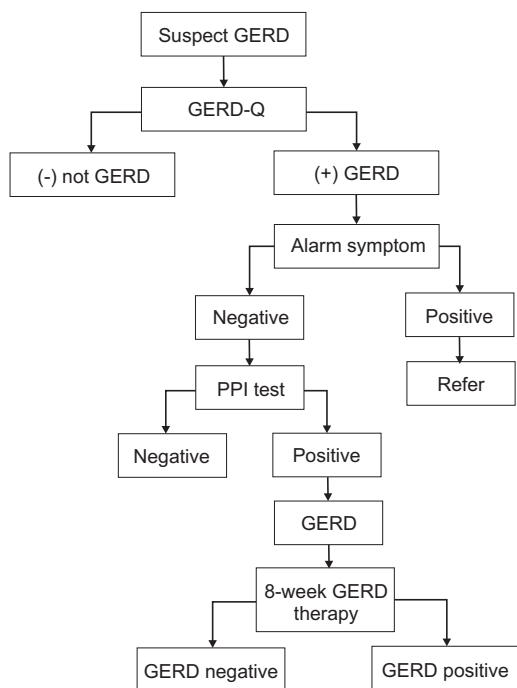 Suspect GERD
GERD-Q
(-) not GERD
(+) GERD
Alarm symptom
Negative
Positive
PPI test
Refer
Negative
Positive
GERD
8-week GERD
therapy
GERD negative
GERD positive